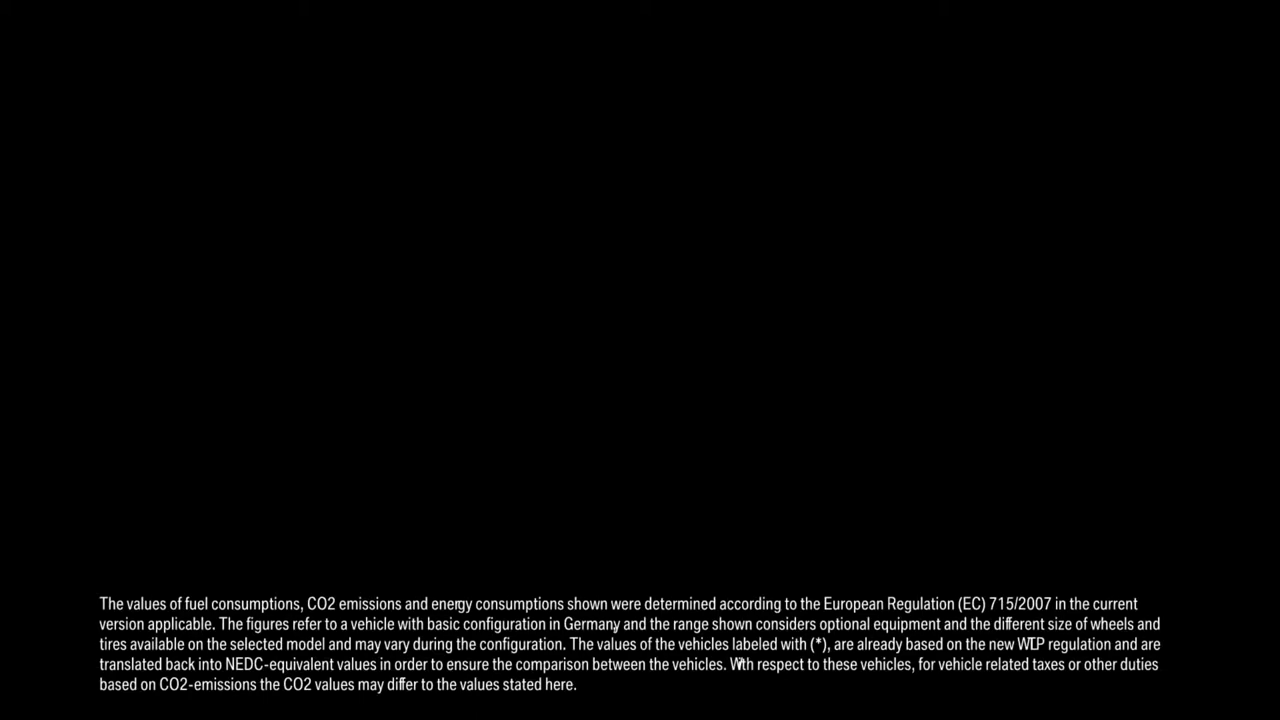 The values of fuel consumptions, CO2 emissions and energy consumptions shown were determined according to the European Regulation (EC) 715/2007 in the current
version applicable. The figures refer to a vehicle with basic configuration in Germany and the range shown considers optional equipment and the different size of wheels and
tires available on the selected model and may vary during the configuration. The values of the vehicles labeled with (*), are already based on the new WLTP regulation and are
translated back into NEDC-equivalent values in order to ensure the comparison between the vehicles. With respect to these vehicles, for vehicle related taxes or other duties
based on CO2-emissions the CO2 values may differ to the values stated here.